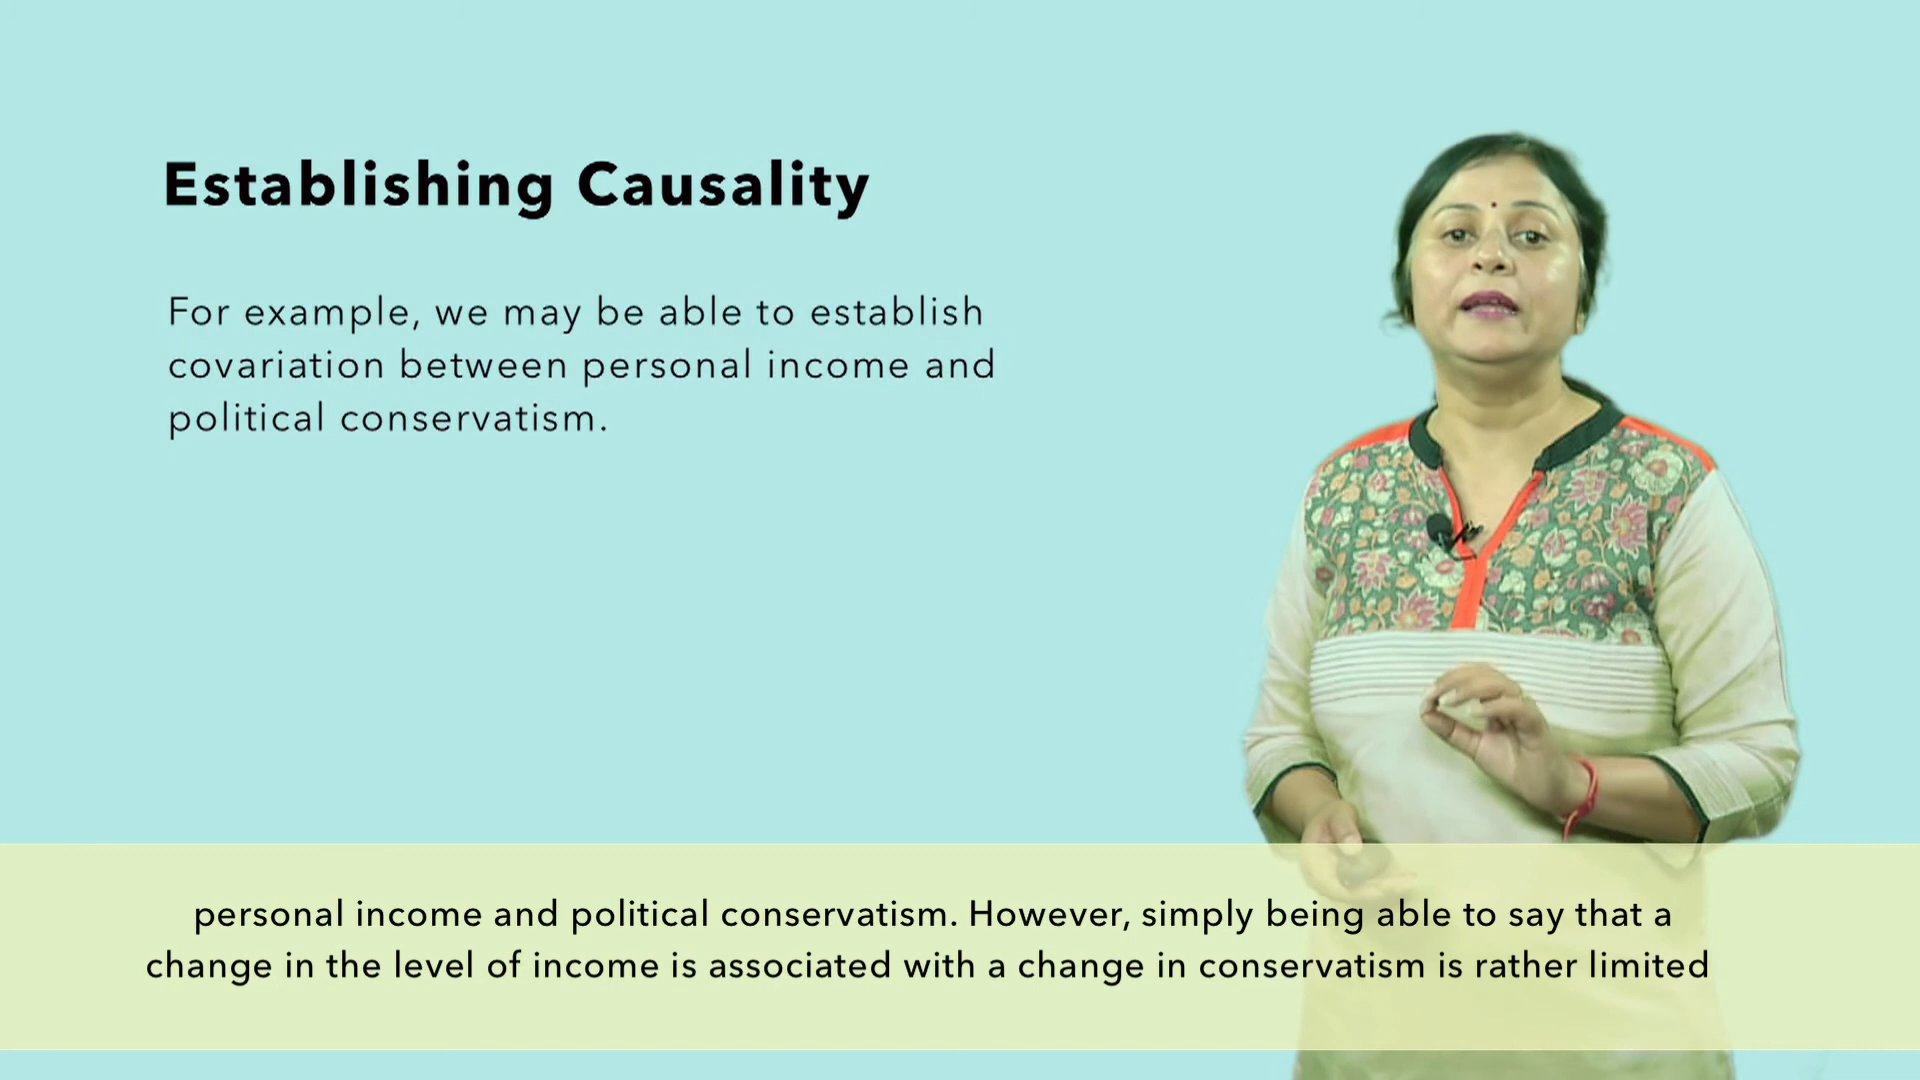 Establishing Causality
For example, we may be able to establish
covariation between personal income and
political conservatism.
personal income and political conservatism. However, simply being able to say that a
change in the level of income is associated with a change in conservatism is rather limited